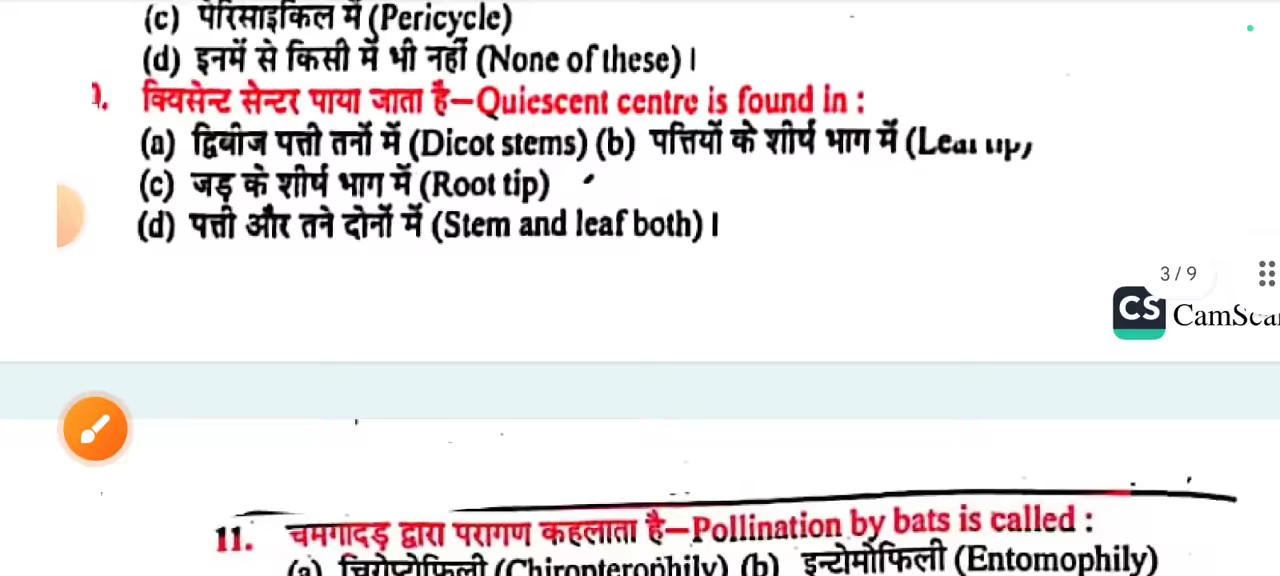 (c) पेरिसाइकिल में (Pericycle)
(d) इनमें से किसी में भी नहीं (None of these)।
क्विसेन्ट सेन्टर पाया जाता है—Quiescent centre is found in :
(a) द्विबीज पत्ती तनों में (Dicot stems) (b) पत्तियों के शीर्ष भाग में
(c) जड़ के शीर्ष भाग में (Root tip)
(d) पत्ती और तने दोनों में (Stem and leaf both)।
3 / 9
CS CamSca
11. चमगादड़ द्वारा परागण कहलाता है—Pollination by bats is called :
(a) चिरोप्टोफिली (Chiropterophily) (b) इन्टोमोफिली (Entomophily)